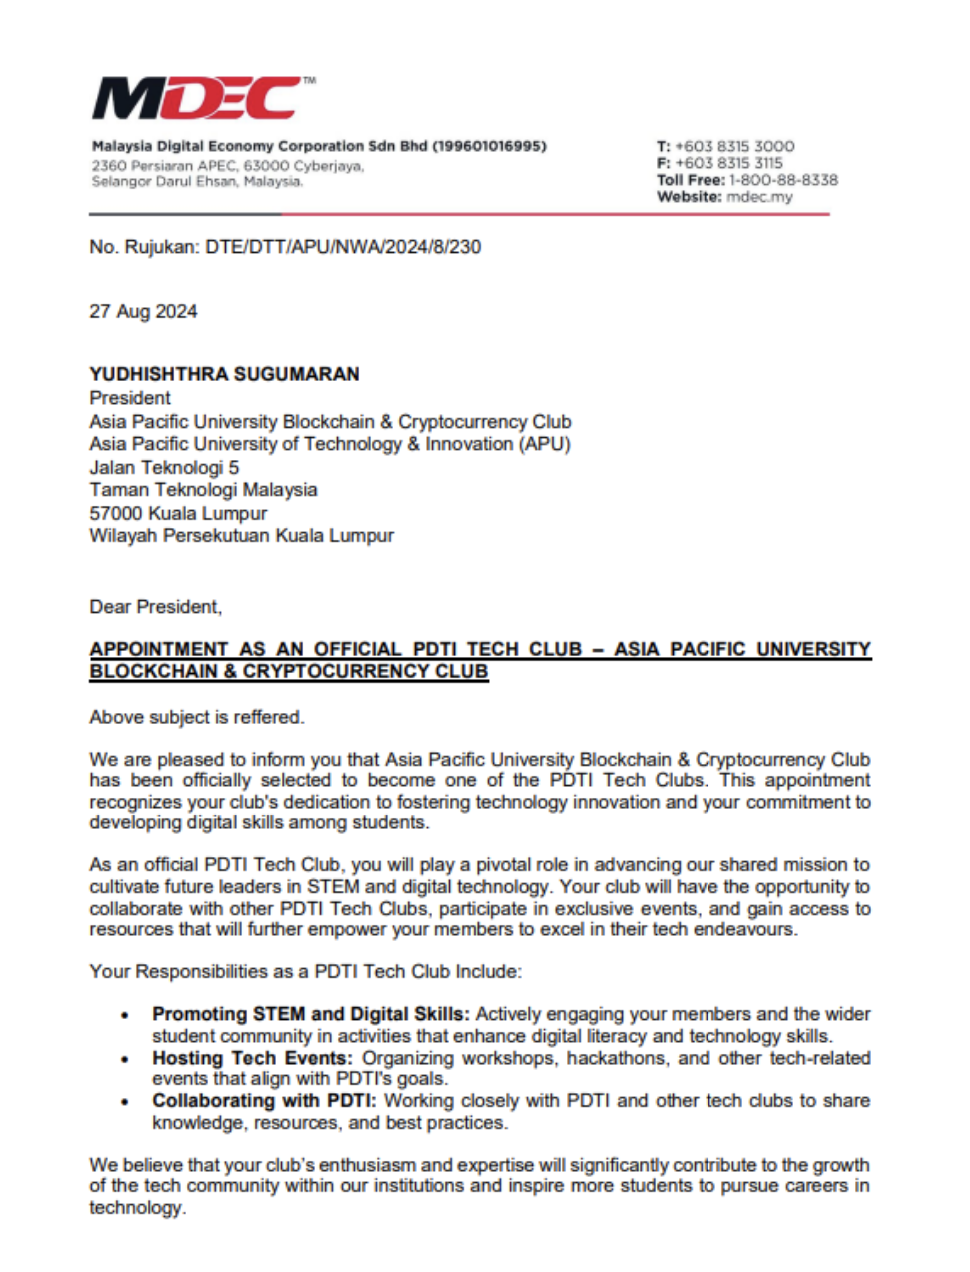 MDEC™
Malaysia Digital Economy Corporation Sdn Bhd (199601016995)
2360 Persiaran APEC, 63000 Cyberjaya,
Selangor Darul Ehsan, Malaysia.
T: +603 8315 3000
F: +603 8315 3115
Toll Free: 1-800-88-8338
Website: mdec.my
No. Rujukan: DTE/DTT/APU/NWA/2024/8/230
27 Aug 2024
YUDHISHTHRA SUGUMARAN
President
Asia Pacific University Blockchain & Cryptocurrency Club
Asia Pacific University of Technology & Innovation (APU)
Jalan Teknologi 5
Taman Teknologi Malaysia
57000 Kuala Lumpur
Wilayah Persekutuan Kuala Lumpur
Dear President,
APPOINTMENT AS AN OFFICIAL PDTI TECH CLUB – ASIA PACIFIC UNIVERSITY
BLOCKCHAIN & CRYPTOCURRENCY CLUB
Above subject is reffered.
We are pleased to inform you that Asia Pacific University Blockchain & Cryptocurrency Club
has been officially selected to become one of the PDTI Tech Clubs. This appointment
recognizes your club's dedication to fostering technology innovation and your commitment to
developing digital skills among students.
As an official PDTI Tech Club, you will play a pivotal role in advancing our shared mission to
cultivate future leaders in STEM and digital technology. Your club will have the opportunity to
collaborate with other PDTI Tech Clubs, participate in exclusive events, and gain access to
resources that will further empower your members to excel in their tech endeavours.
Your Responsibilities as a PDTI Tech Club Include:
• Promoting STEM and Digital Skills: Actively engaging your members and the wider
student community in activities that enhance digital literacy and technology skills.
• Hosting Tech Events: Organizing workshops, hackathons, and other tech-related
events that align with PDTI's goals.
• Collaborating with PDTI: Working closely with PDTI and other tech clubs to share
knowledge, resources, and best practices.
We believe that your club’s enthusiasm and expertise will significantly contribute to the growth
of the tech community within our institutions and inspire more students to pursue careers in
technology.